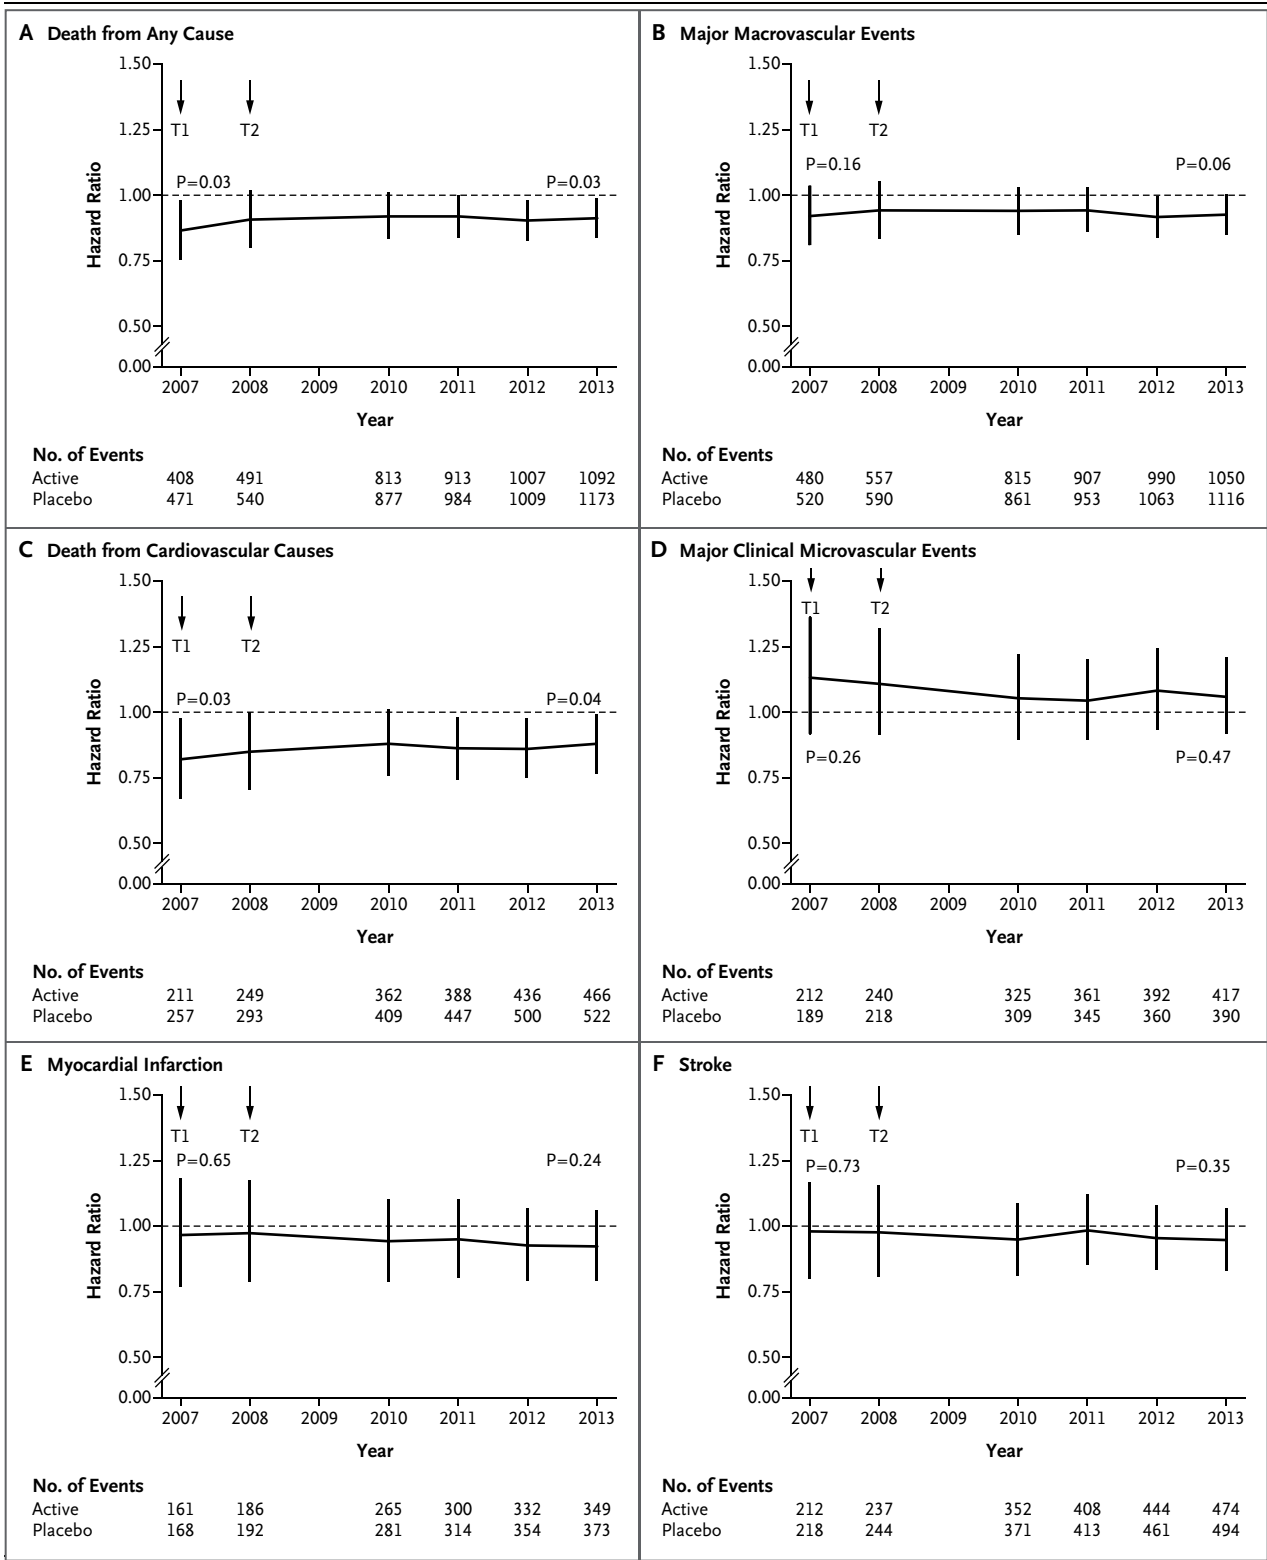 A Death from Any Cause
1.50
T1 T2
1.25
P=0.03 P=0.03
1.00
Hazard Ratio
0.75
0.50
0.00
2007 2008 2009 2010 2011 2012 2013
Year
No. of Events
Active 408 491 813 913 1007 1092
Placebo 471 540 877 984 1009 1173
B Major Macrovascular Events
1.50
1.25
T1 T2
P=0.16 P=0.06
1.00
Hazard Ratio
0.75
0.50
0.00
2007 2008 2009 2010 2011 2012 2013
Year
No. of Events
Active 480 557 815 907 990 1050
Placebo 520 590 861 953 1063 1116
C Death from Cardiovascular Causes
1.50
1.25
T1 T2
P=0.03 P=0.04
1.00
Hazard Ratio
0.75
0.50
0.00
2007 2008 2009 2010 2011 2012 2013
Year
No. of Events
Active 211 249 362 388 436 466
Placebo 257 293 409 447 500 522
D Major Clinical Microvascular Events
1.50
T1 T2
1.25
1.00
Hazard Ratio
P=0.26 P=0.47
0.75
0.50
0.00
2007 2008 2009 2010 2011 2012 2013
Year
No. of Events
Active 212 240 325 361 392 417
Placebo 189 218 309 345 360 390
E Myocardial Infarction
1.50
T1 T2
1.25
P=0.65 P=0.24
1.00
Hazard Ratio
0.75
0.50
0.00
2007 2008 2009 2010 2011 2012 2013
Year
No. of Events
Active 161 186 265 300 332 349
Placebo 168 192 281 314 354 373
F Stroke
1.50
T1 T2
1.25
P=0.73 P=0.35
1.00
Hazard Ratio
0.75
0.50
0.00
2007 2008 2009 2010 2011 2012 2013
Year
No. of Events
Active 212 237 352 408 444 474
Placebo 218 244 371 413 461 494